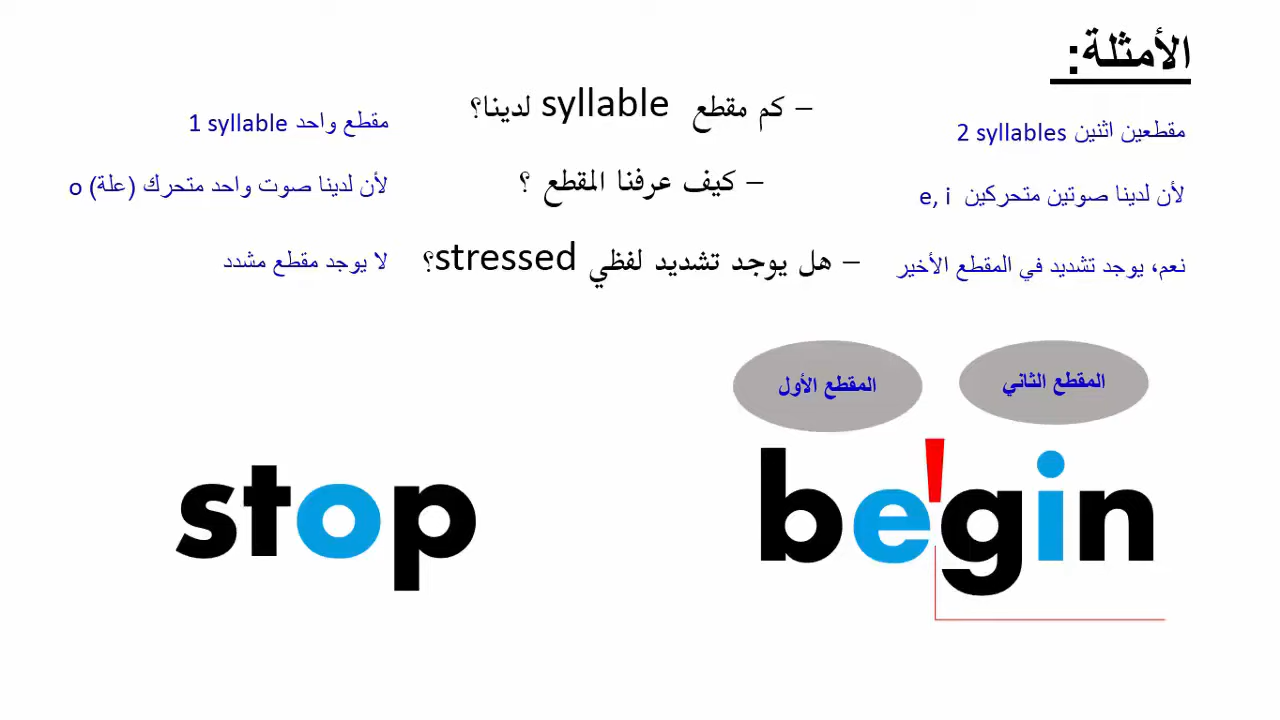 الأمثلة:
– كم مقطع syllable لدينا؟
مقطعين اثنين 2 syllables
مقطع واحد 1 syllable
– كيف عرفنا المقطع ؟
لأن لدينا صوتين متحركين e, i
لأن لدينا صوت واحد متحرك (علة) o
– هل يوجد تشديد لفظي stressed؟
نعم، يوجد تشديد في المقطع الأخير
لا يوجد مقطع مشدد
المقطع الثاني
المقطع الأول
be'gin
stop